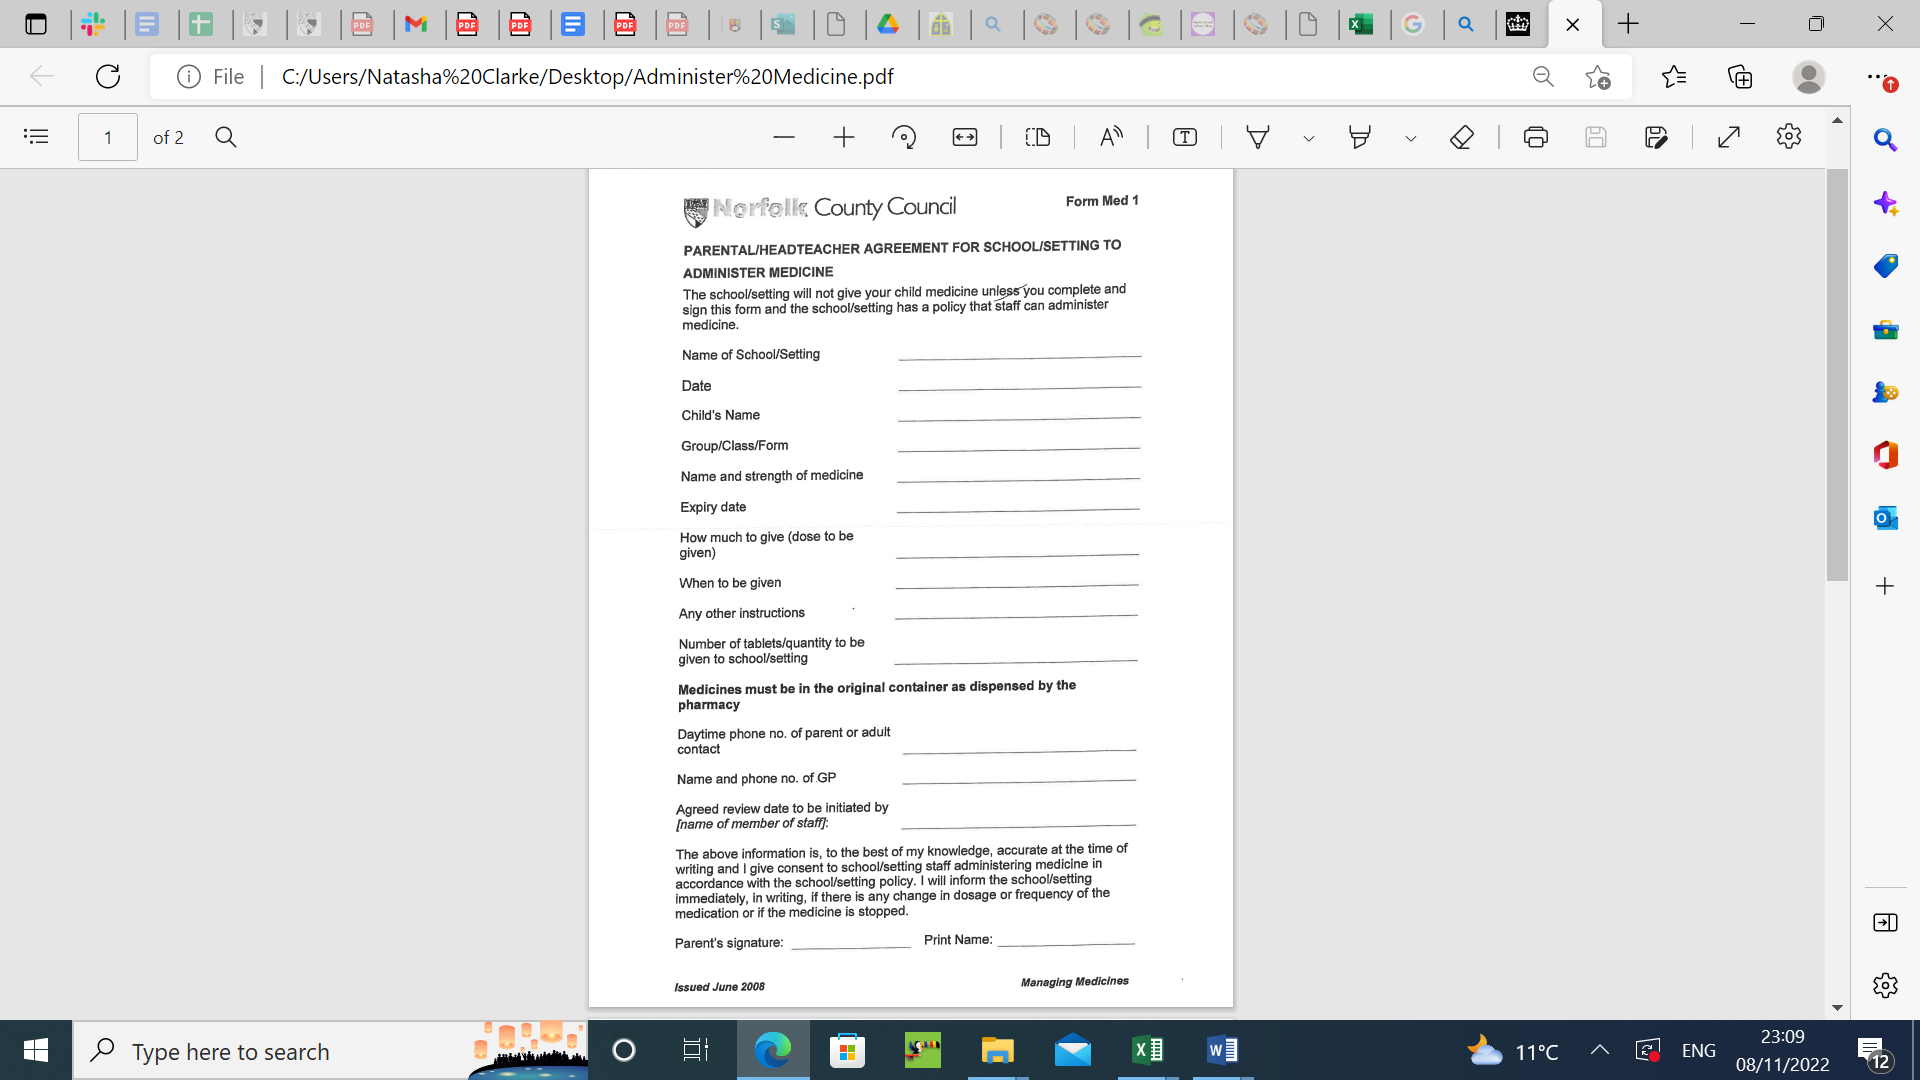 File
C:/Users/Natasha%20Clarke/Desktop/Administer%20Medicine.pdf
1 of 2
Norfolk County Council
Form Med 1
PARENTAL/HEADTEACHER AGREEMENT FOR SCHOOL/SETTING TO
ADMINISTER MEDICINE
The school/setting will not give your child medicine unless you complete and
sign this form and the school/setting has a policy that staff can administer
medicine.
Name of School/Setting
Date
Child's Name
Group/Class/Form
Name and strength of medicine
Expiry date
How much to give (dose to be
given)
When to be given
Any other instructions
Number of tablets/quantity to be
given to school/setting
Medicines must be in the original container as dispensed by the
pharmacy
Daytime phone no. of parent or adult
contact
Name and phone no. of GP
Agreed review date to be initiated by
[name of member of staff]:
The above information is, to the best of my knowledge, accurate at the time of
writing and I give consent to school/setting staff administering medicine in
accordance with the school/setting policy. I will inform the school/setting
immediately, in writing, if there is any change in dosage or frequency of the
medication or if the medicine is stopped.
Parent's signature: Print Name:
Issued June 2008
Managing Medicines
Type here to search
11°C
ENG
23:09
08/11/2022
12